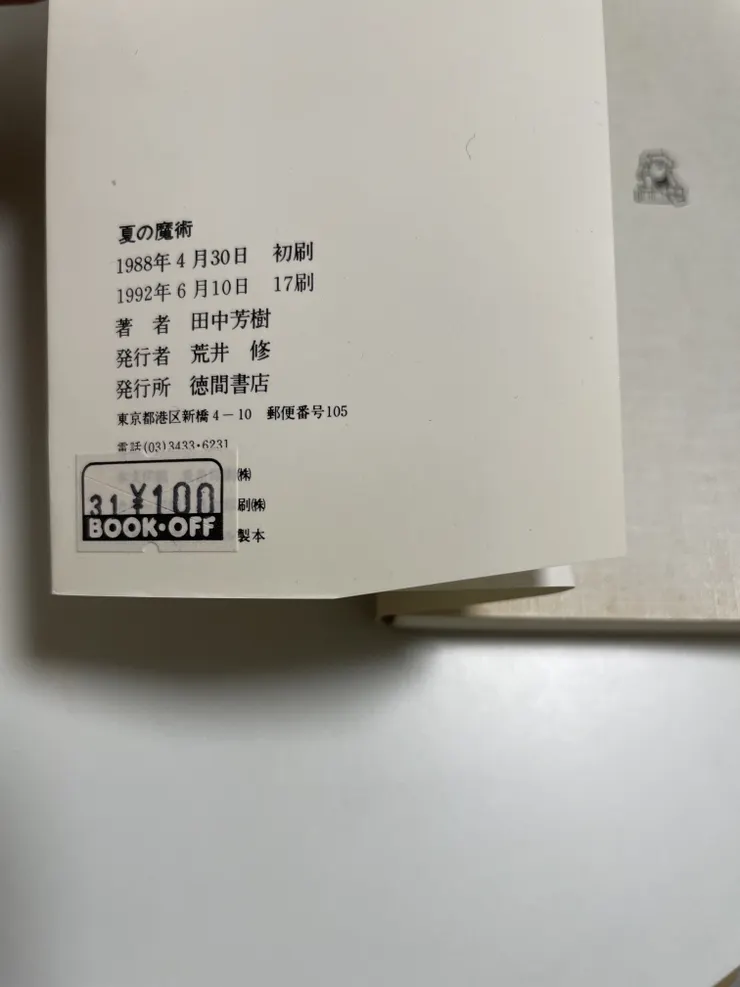 夏の魔術
1988年4月30日 初刷
1992年6月10日 17刷
著 者 田中芳樹
発行者 荒井 修
発行所 徳間書店
東京都港区新橋4－10 郵便番号105
電話(03)3433・6231
㈱
31 ¥100
刷㈱
BOOK・OFF
製本